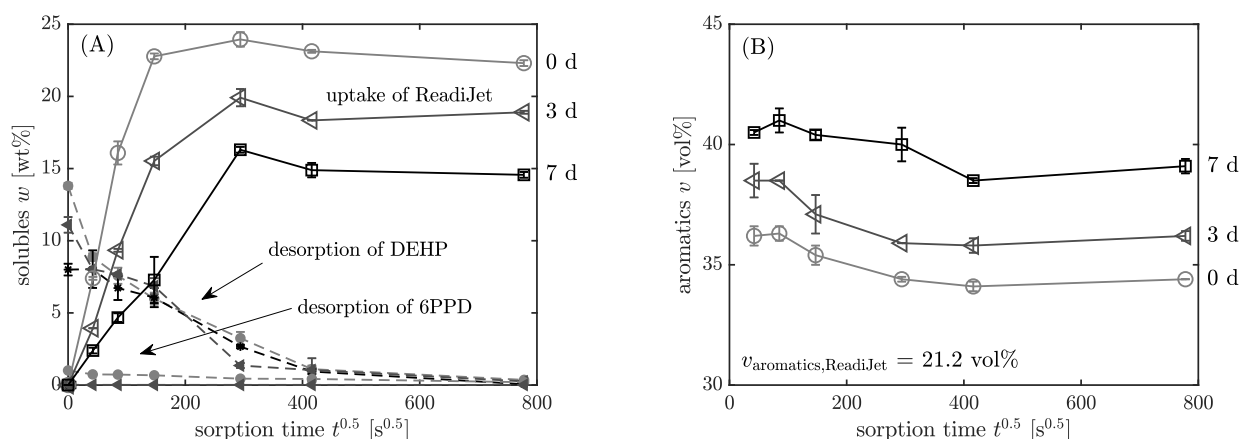 (A)
25
20
15
10
5
0
solubles w [wt%]
0 d
uptake of ReadiJet
3 d
7 d
desorption of DEHP
desorption of 6PPD
0
200
400
600
800
sorption time t^0.5 [s^0.5]
(B)
45
40
35
30
aromatics v [vol%]
7 d
3 d
0 d
v_aromatics,ReadiJet = 21.2 vol%
0
200
400
600
800
sorption time t^0.5 [s^0.5]